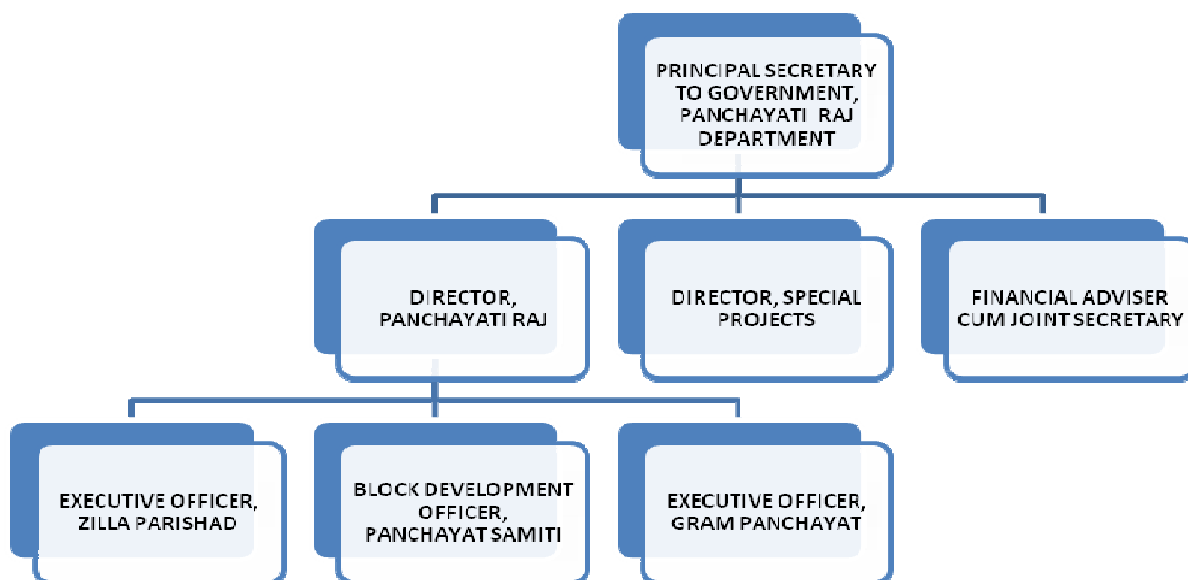 PRINCIPAL SECRETARY
TO GOVERNMENT,
PANCHAYATI RAJ
DEPARTMENT
DIRECTOR,
PANCHAYATI RAJ
DIRECTOR, SPECIAL
PROJECTS
FINANCIAL ADVISER
CUM JOINT SECRETARY
EXECUTIVE OFFICER,
ZILLA PARISHAD
BLOCK DEVELOPMENT
OFFICER,
PANCHAYAT SAMITI
EXECUTIVE OFFICER,
GRAM PANCHAYAT